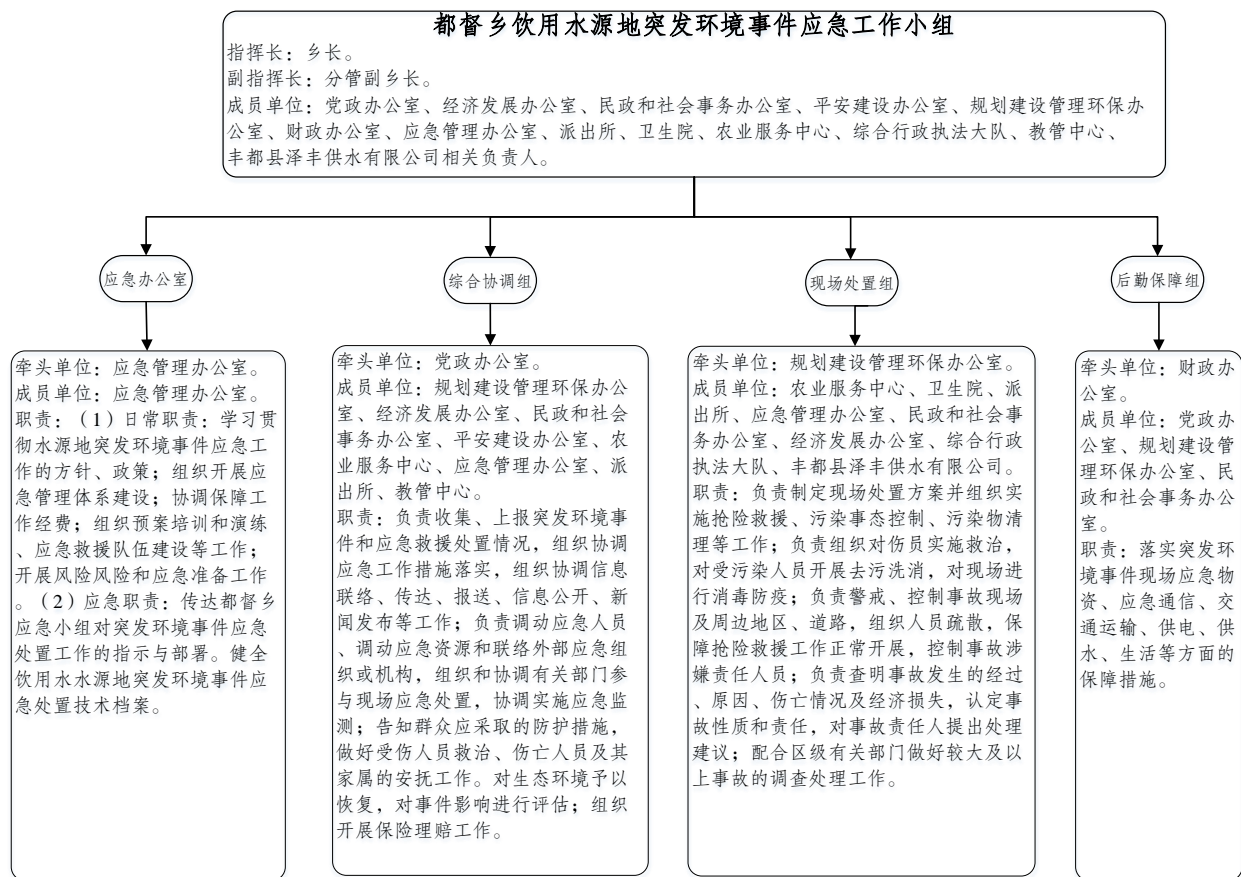 都督乡饮用水源地突发环境事件应急工作小组
指挥长：乡长。
副指挥长：分管副乡长。
成员单位：党政办公室、经济发展办公室、民政和社会事务办公室、平安建设办公室、规划建设管理环保办
公室、财政办公室、应急管理办公室、派出所、卫生院、农业服务中心、综合行政执法大队、教管中心、
丰都县泽丰供水有限公司相关负责人。
应急办公室
综合协调组
现场处置组
后勤保障组
牵头单位：应急管理办公室。
成员单位：应急管理办公室。
职责：（1）日常职责：学习贯
彻水源地突发环境事件应急工
作的方针、政策；组织开展应
急管理体系建设；协调保障工
作经费；组织预案培训和演练
、应急救援队伍建设等工作；
开展风险风险和应急准备工作
。（2）应急职责：传达都督乡
应急小组对突发环境事件应急
处置工作的指示与部署。健全
饮用水水源地突发环境事件应
急处置技术档案。
牵头单位：党政办公室。
成员单位：规划建设管理环保办公
室、经济发展办公室、民政和社会
事务办公室、平安建设办公室、农
业服务中心、应急管理办公室、派
出所、教管中心。
职责：负责收集、上报突发环境事
件和应急救援处置情况，组织协调
应急工作措施落实，组织协调信息
联络、传达、报送、信息公开、新
闻发布等工作；负责调动应急人员
、调动应急资源和联络外部应急组
织或机构，组织和协调有关部门参
与现场应急处置，协调实施应急监
测；告知群众应采取的防护措施，
做好受伤人员救治、伤亡人员及其
家属的安抚工作。对生态环境予以
恢复，对事件影响进行评估；组织
开展保险理赔工作。
牵头单位：规划建设管理环保办公室。
成员单位：农业服务中心、卫生院、派
出所、应急管理办公室、民政和社会事
务办公室、经济发展办公室、综合行政
执法大队、丰都县泽丰供水有限公司。
职责：负责制定现场处置方案并组织实
施抢险救援、污染事态控制、污染物清
理等工作；负责组织对伤员实施救治，
对受污染人员开展去污洗消，对现场进
行消毒防疫；负责警戒、控制事故现场
及周边地区、道路，组织人员疏散，保
障抢险救援工作正常开展，控制事故涉
嫌责任人员；负责查明事故发生的经过
、原因、伤亡情况及经济损失，认定事
故性质和责任，对事故责任人提出处理
建议；配合区级有关部门做好较大及以
上事故的调查处理工作。
牵头单位：财政办
公室。
成员单位：党政办
公室、规划建设管
理环保办公室、民
政和社会事务办公
室。
职责：落实突发环
境事件现场应急物
资、应急通信、交
通运输、供电、供
水、生活等方面的
保障措施。